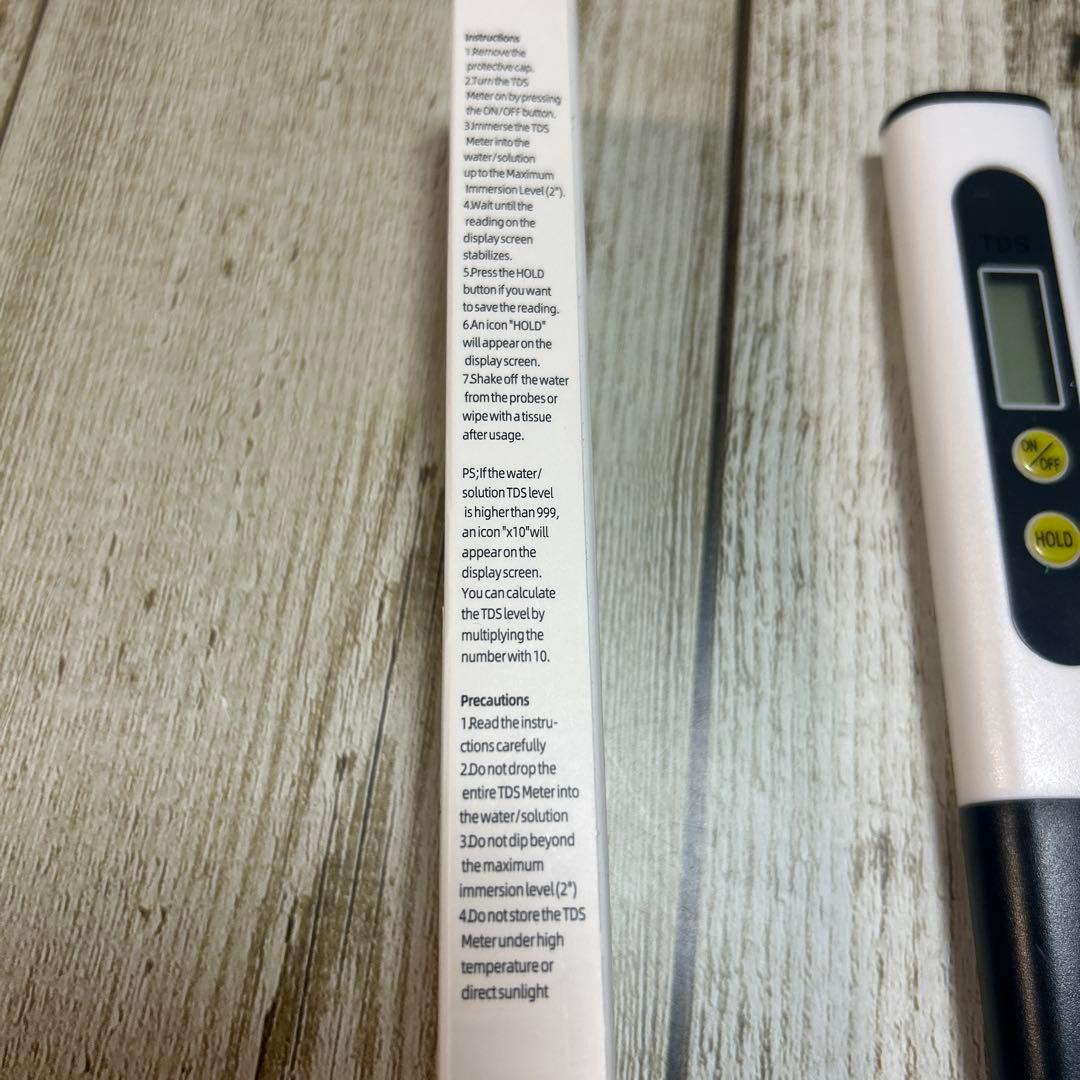 Instructions
1.Remove the
protective cap.
2.Turn the TDS
Meter on by pressing
the ON/OFF button.
3.Immerse the TDS
Meter into the
water/solution
up to the Maximum
Immersion Level (2").
4.Wait until the
reading on the
display screen
stabilizes.
5.Press the HOLD
button if you want
to save the reading.
6.An icon "HOLD"
will appear on the
display screen.
7.Shake off the water
from the probes or
wipe with a tissue
after usage.
PS;If the water/
solution TDS level
is higher than 999,
an icon "x10"will
appear on the
display screen.
You can calculate
the TDS level by
multiplying the
number with 10.
Precautions
1.Read the instru-
ctions carefully
2.Do not drop the
entire TDS Meter into
the water/solution
3.Do not dip beyond
the maximum
immersion level (2")
4.Do not store the TDS
Meter under high
temperature or
direct sunlight
TDS
ON/OFF
HOLD